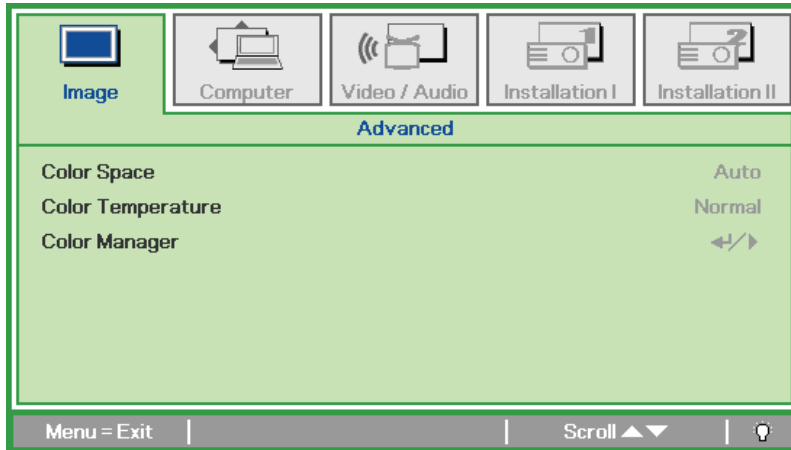 Image Computer Video / Audio Installation I Installation II
Advanced
Color Space Auto
Color Temperature Normal
Color Manager
Menu = Exit Scroll